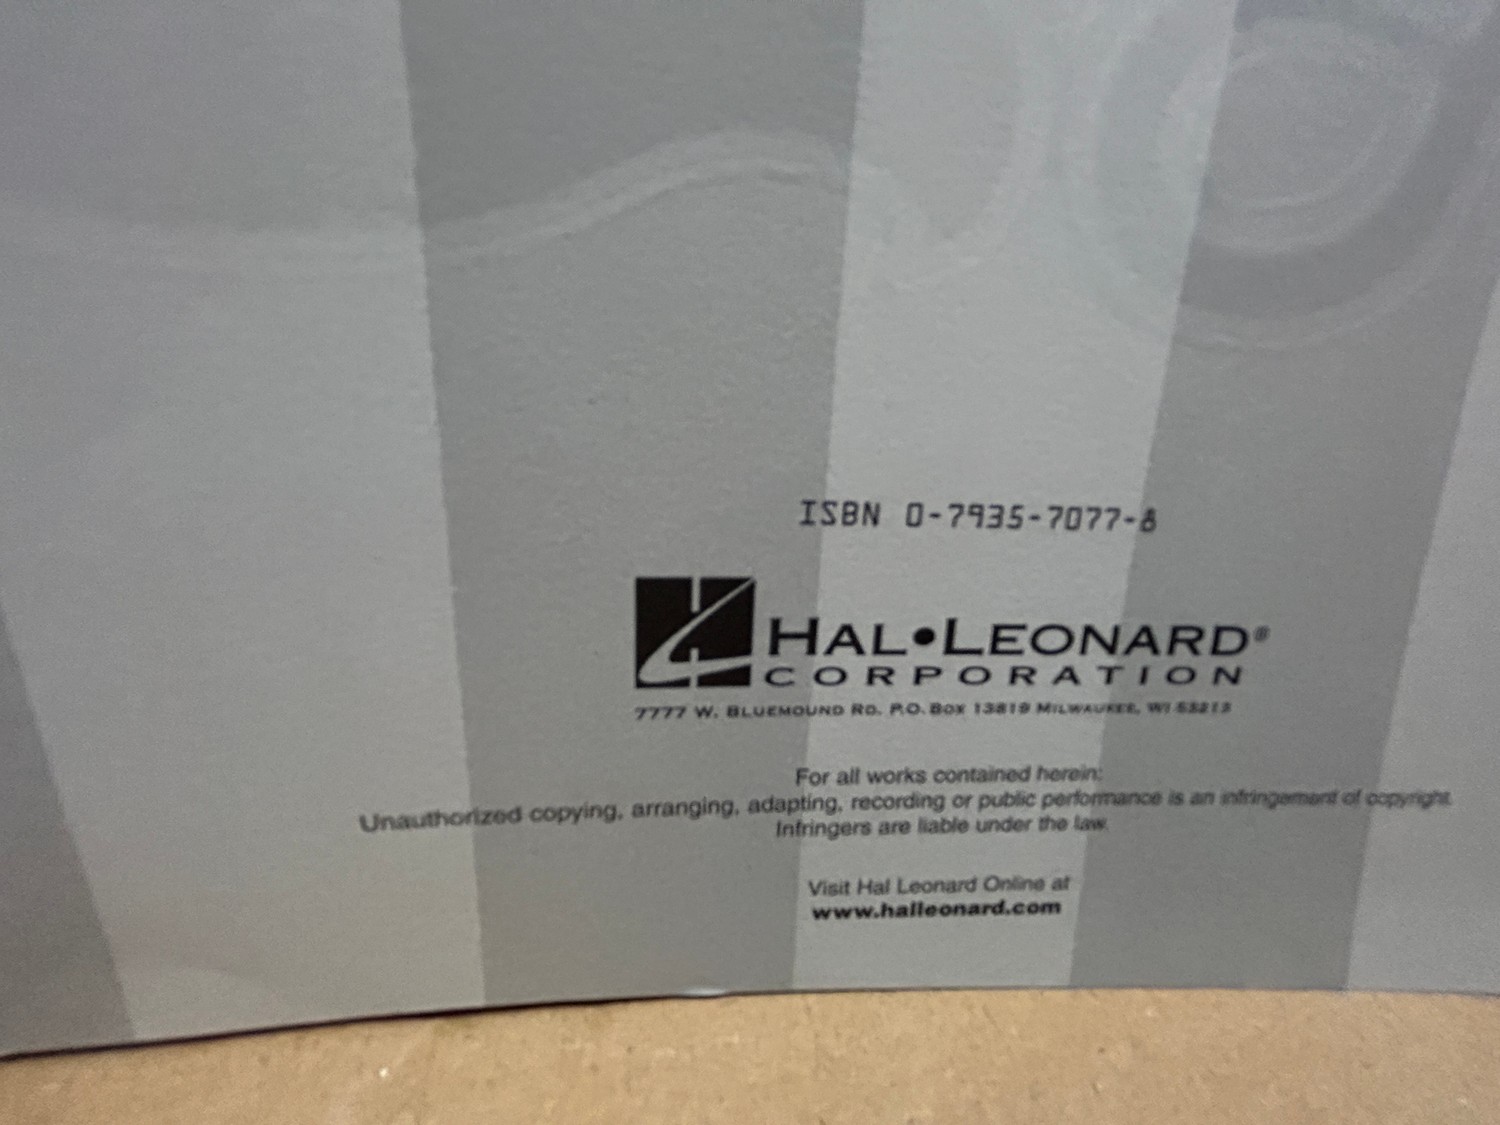 ISBN 0-7935-7077-8
HAL•LEONARD®
CORPORATION
7777 W. BLUEMOUND RD. P.O. BOX 13819 MILWAUKEE, WI 53213
For all works contained herein:
Unauthorized copying, arranging, adapting, recording or public performance is an infringement of copyright.
Infringers are liable under the law.
Visit Hal Leonard Online at
www.halleonard.com